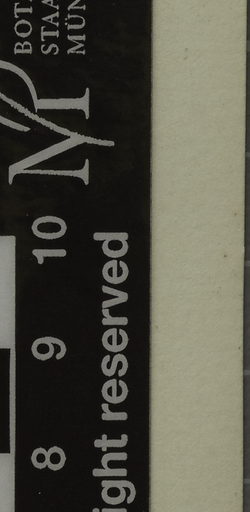 BOT
STAA
MÜN
M
8 9 10
ight reserved